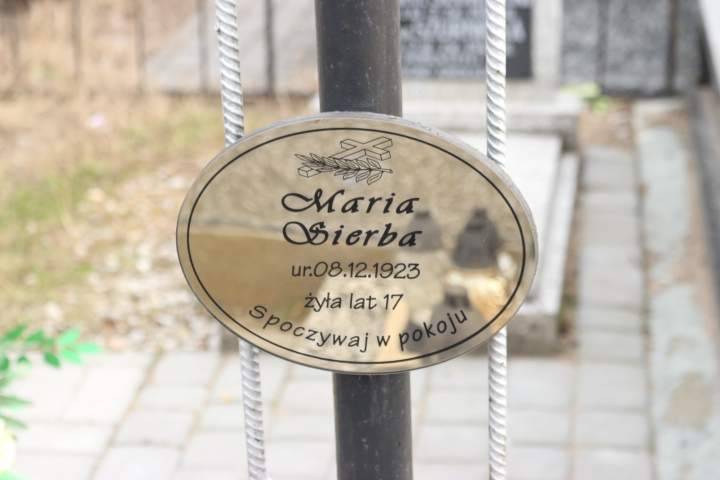 Maria
Sierba
ur.08.12.1923
żyła lat 17
Spoczywaj w pokoju